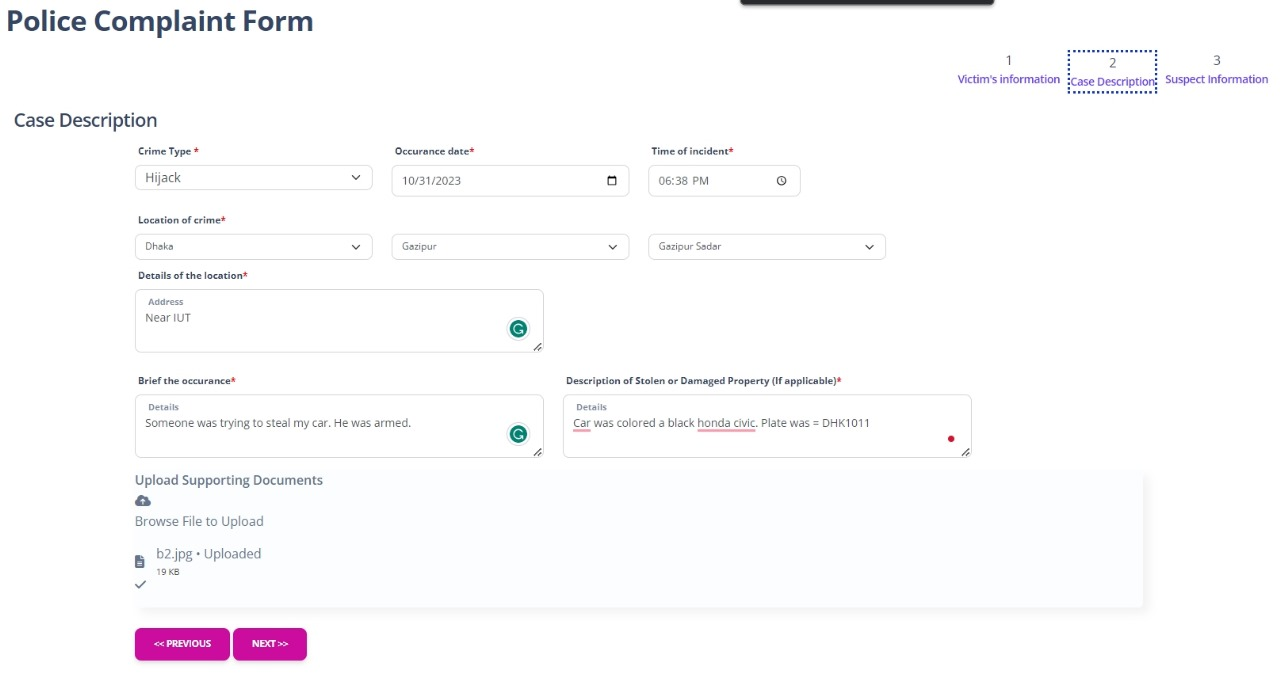 Police Complaint Form
1 2 3
Victim's information Case Description Suspect Information
Case Description
Crime Type * Occurance date* Time of incident*
Hijack 10/31/2023 06:38 PM
Location of crime*
Dhaka Gazipur Gazipur Sadar
Details of the location*
Address
Near IUT
Brief the occurance* Description of Stolen or Damaged Property (If applicable)*
Details Details
Someone was trying to steal my car. He was armed. Car was colored a black honda civic. Plate was = DHK1011
Upload Supporting Documents
Browse File to Upload
b2.jpg • Uploaded
19 KB
<< PREVIOUS NEXT >>